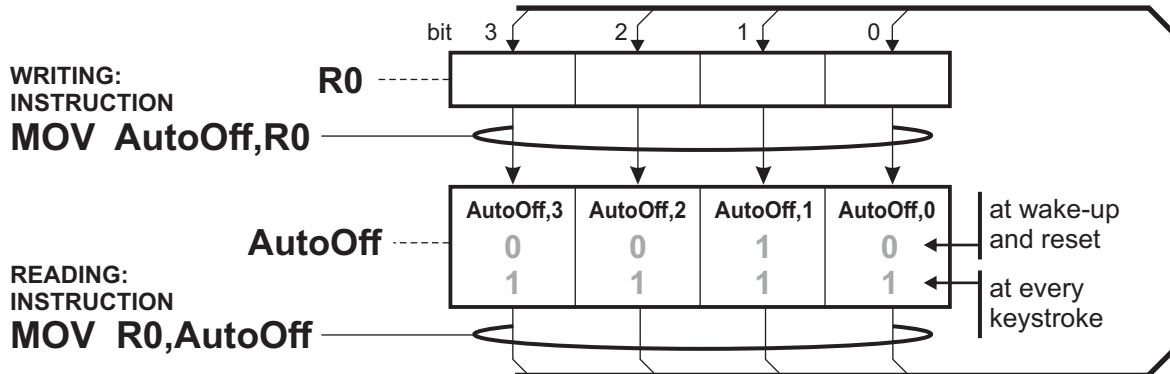 bit 3 2 1 0
WRITING:
INSTRUCTION
R0
MOV AutoOff,R0
AutoOff,3 AutoOff,2 AutoOff,1 AutoOff,0
AutoOff
0 0 1 0
at wake-up
and reset
1 1 1 1
at every
keystroke
READING:
INSTRUCTION
MOV R0,AutoOff